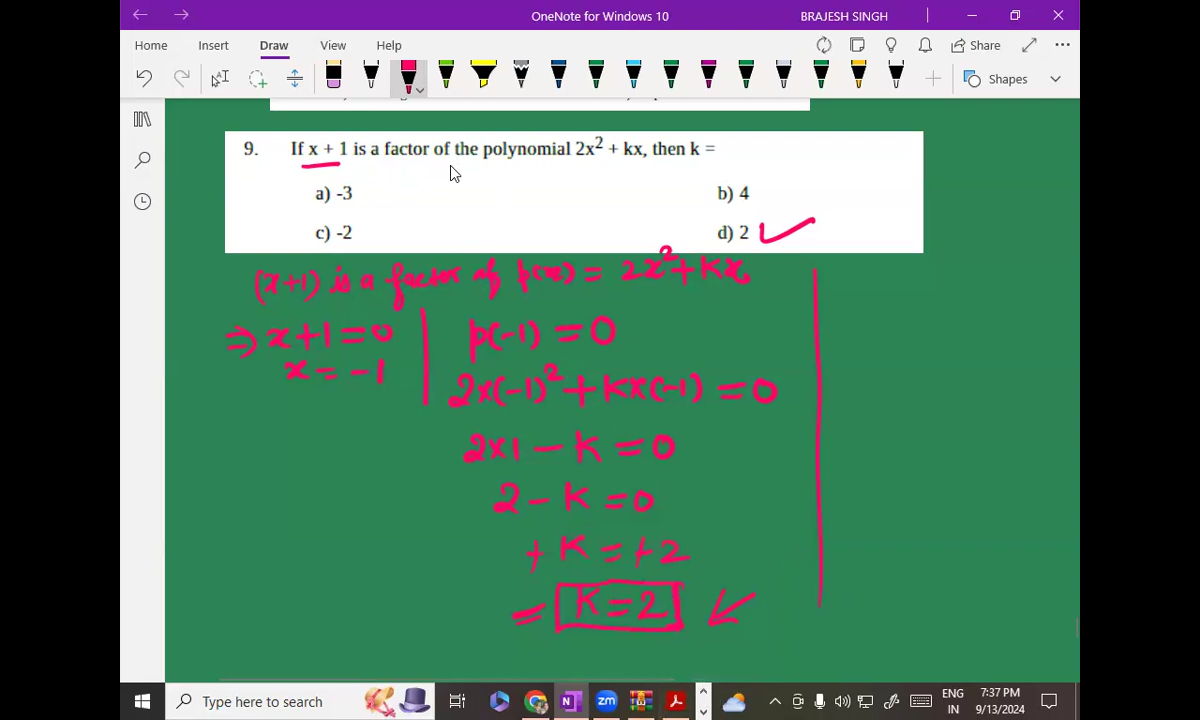 OneNote for Windows 10
BRAJESH SINGH
Home Insert Draw View Help
Share
Shapes
9. If x + 1 is a factor of the polynomial 2x² + kx, then k =
a) -3 b) 4
c) -2 d) 2
(x+1) is a factor of p(x) = 2x²+Kx
⇒ x+1=0
x = -1
p(-1) = 0
2x(-1)²+Kx(-1) = 0
2x1 - K = 0
2 - K = 0
+K = +2
= K=2
Type here to search
ENG
IN
7:37 PM
9/13/2024